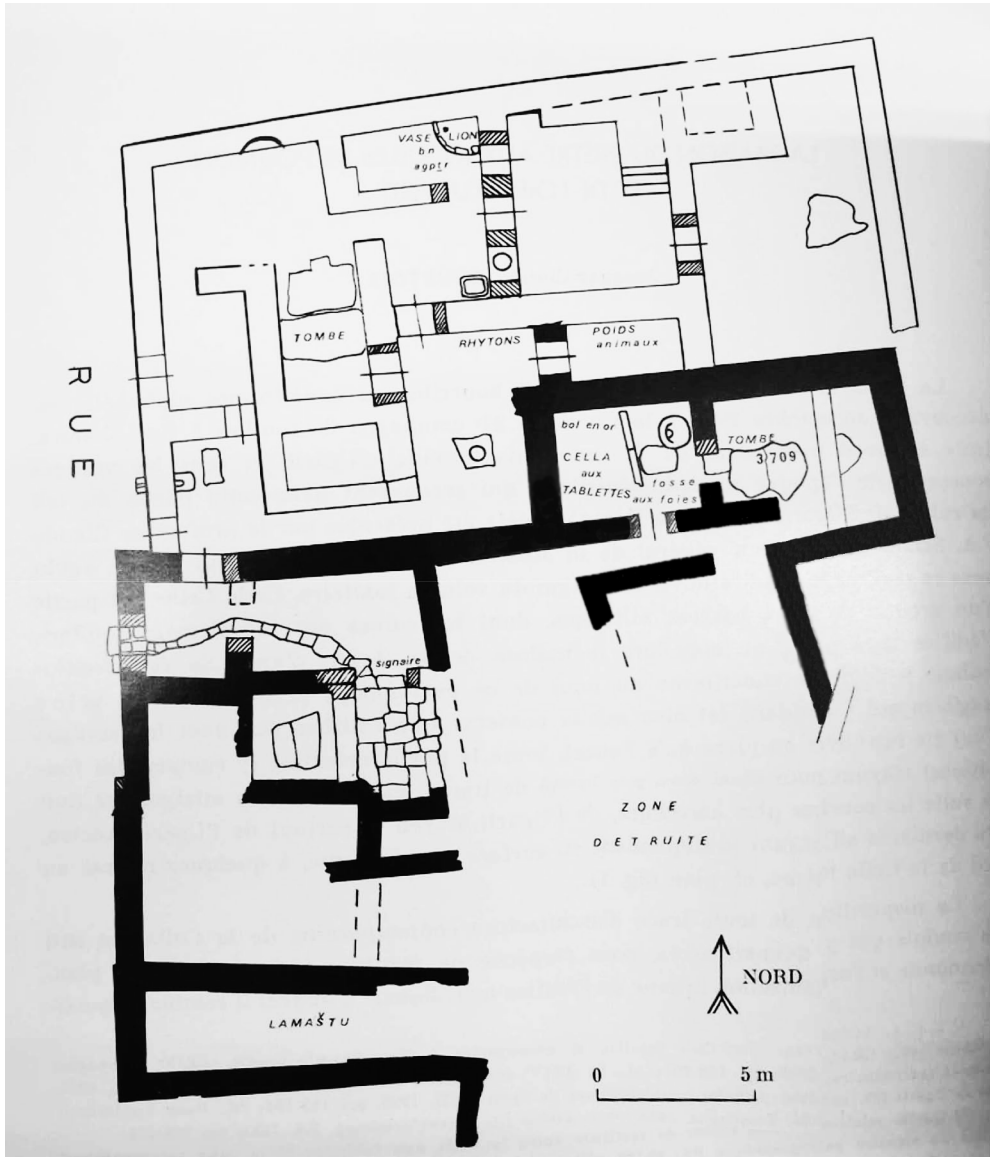 VASE LION
bn
agptr
TOMBE
RHYTONS
POIDS
animaux
RUE
bol en or
CELLA
aux
TABLETTES
fosse
aux foies
TOMBE
3709
signaire
ZONE
DETRUITE
NORD
LAMAŠTU
0 5 m